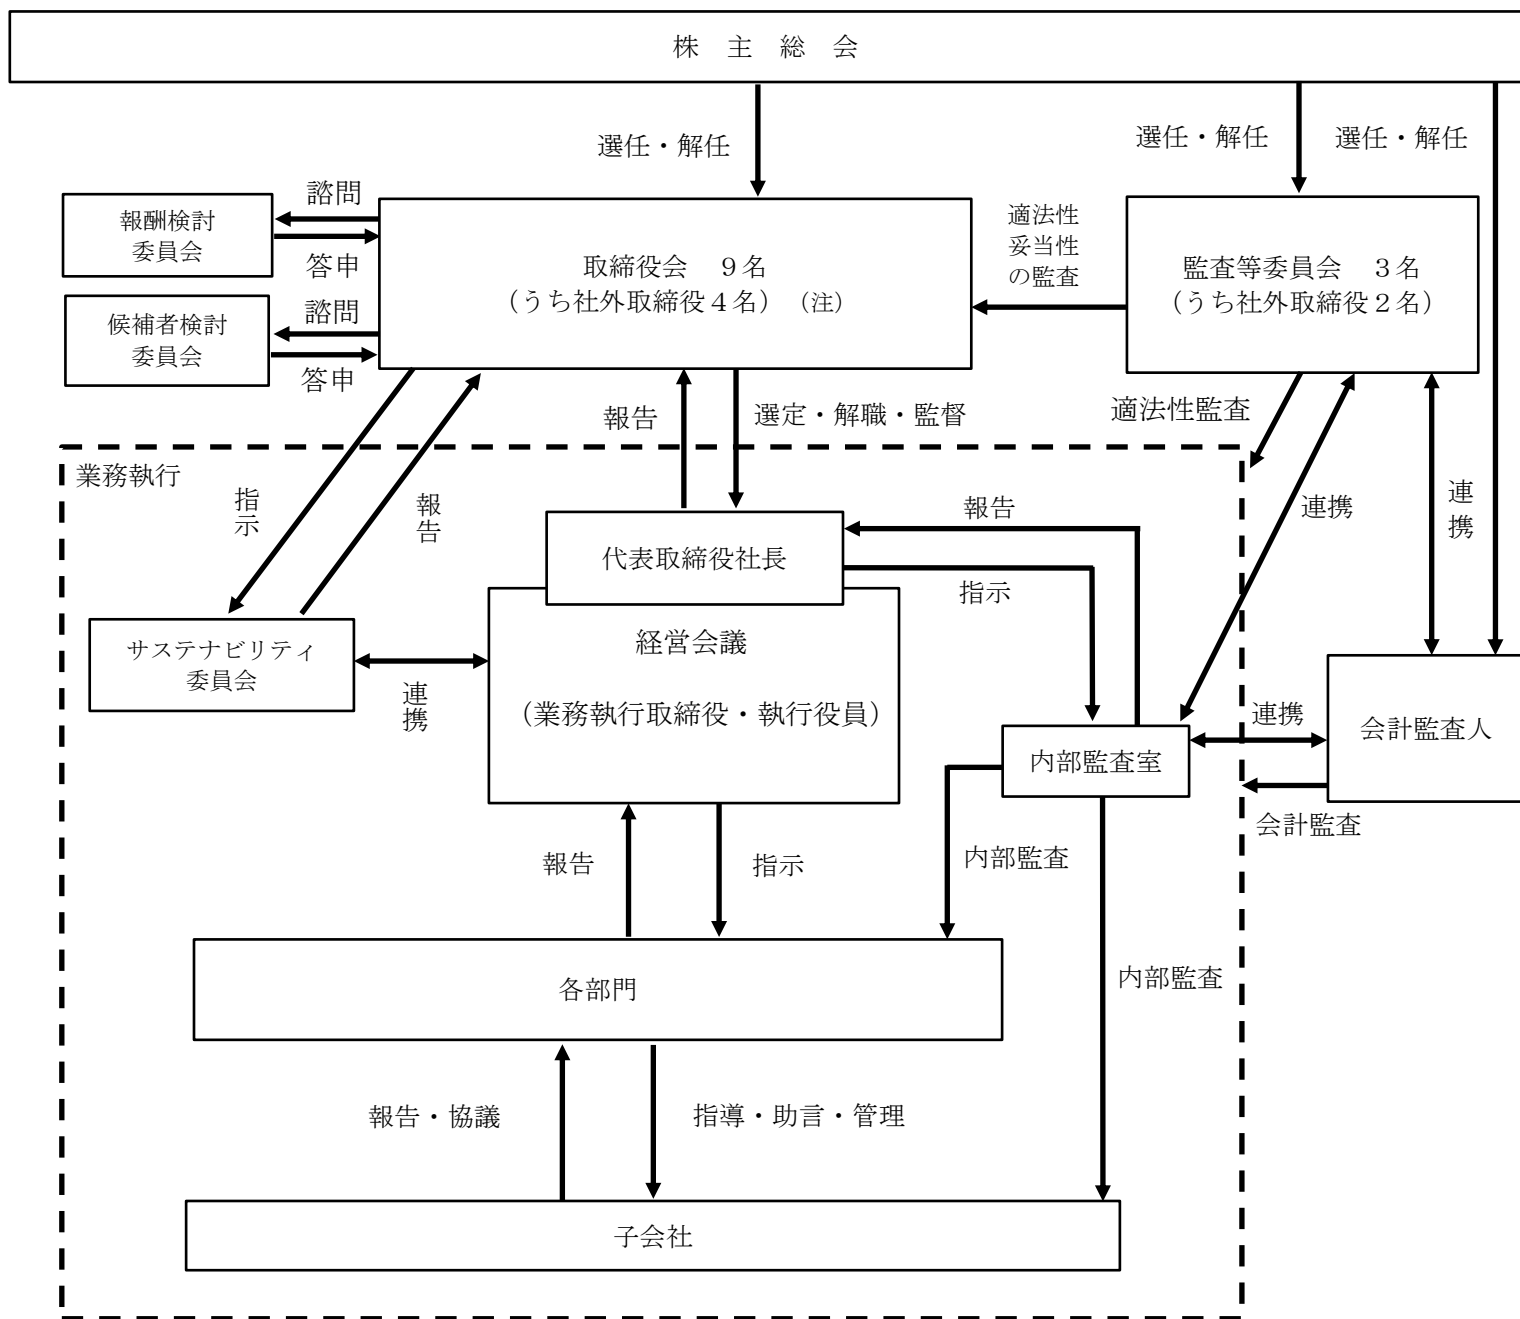 株　主　総　会
選任・解任
選任・解任
選任・解任
報酬検討
委員会
諮問
答申
候補者検討
委員会
諮問
答申
取締役会　９名
（うち社外取締役４名）（注）
適法性
妥当性
の監査
監査等委員会　３名
（うち社外取締役２名）
報告
選定・解職・監督
適法性監査
業務執行
指示
報告
連携
連携
代表取締役社長
報告
指示
サステナビリティ
委員会
連携
経営会議
（業務執行取締役・執行役員）
内部監査室
連携
会計監査人
会計監査
報告
指示
内部監査
各部門
内部監査
報告・協議
指導・助言・管理
子会社